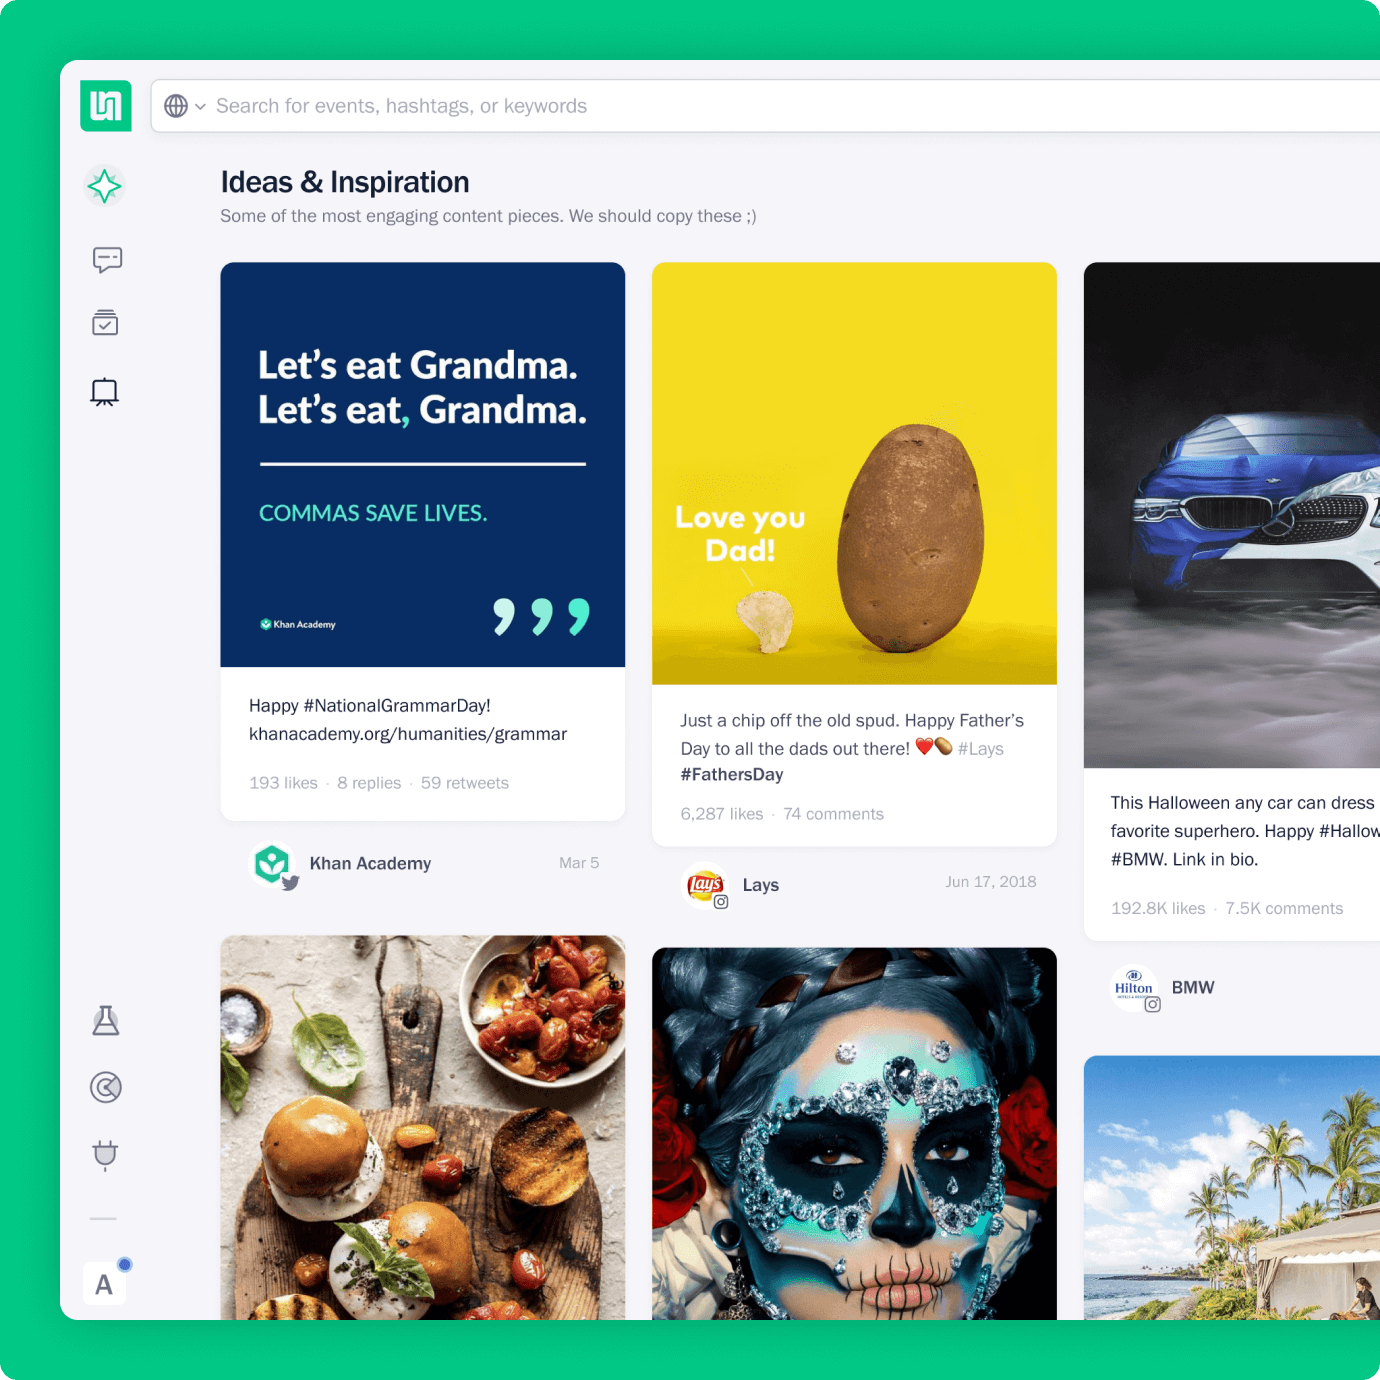 Search for events, hashtags, or keywords
Ideas & Inspiration
Some of the most engaging content pieces. We should copy these ;)
Let's eat Grandma.
Let's eat, Grandma.
COMMAS SAVE LIVES.
Khan Academy
Happy #NationalGrammarDay!
khanacademy.org/humanities/grammar
193 likes · 8 replies · 59 retweets
Khan Academy
Mar 5
Love you
Dad!
Just a chip off the old spud. Happy Father's
Day to all the dads out there! ❤️🥔 #Lays
#FathersDay
6,287 likes · 74 comments
Lays
Lays
Jun 17, 2018
This Halloween any car can dress
favorite superhero. Happy #Hallow
#BMW. Link in bio.
192.8K likes · 7.5K comments
Hilton
BMW
A